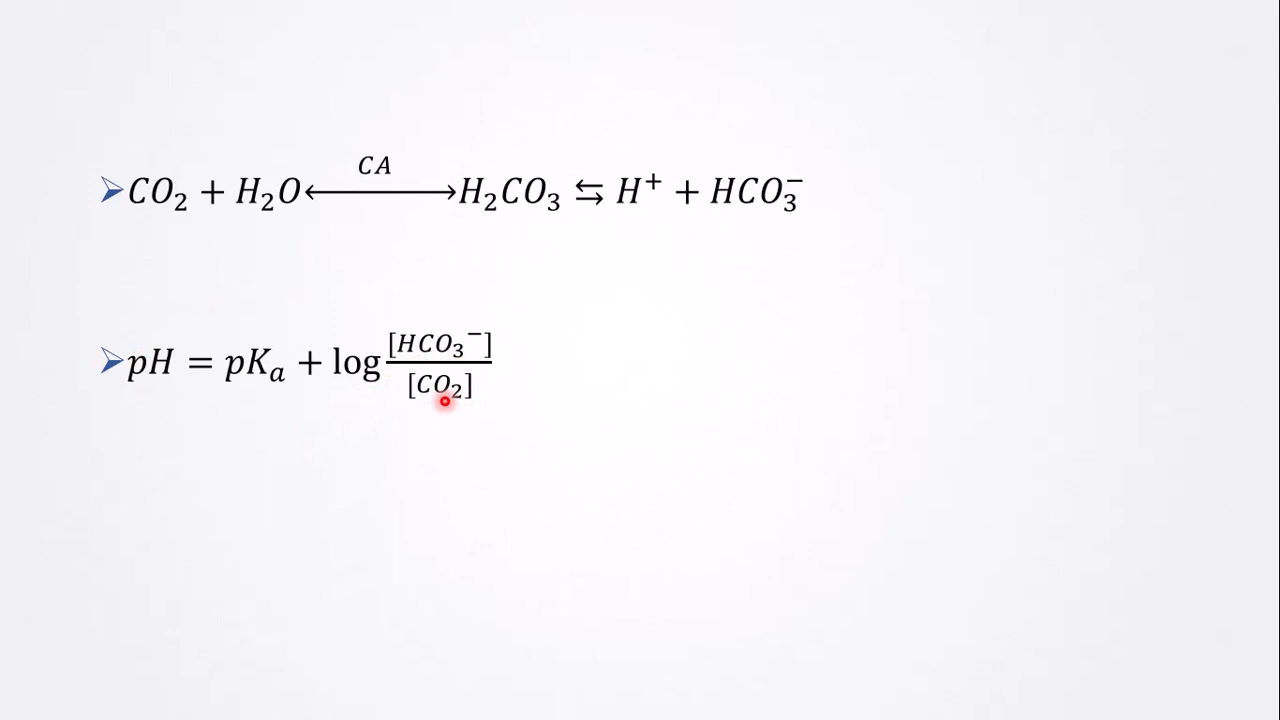 ➢CO₂ + H₂O ⟷ᶜᴬ H₂CO₃ ⇆ H⁺ + HCO₃⁻
➢pH = pKₐ + log [HCO₃⁻]/[CO₂]